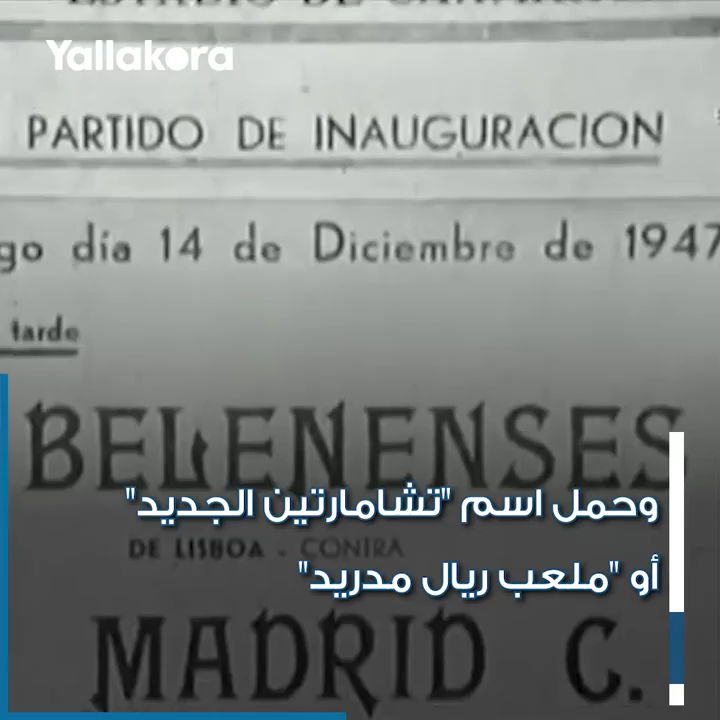 Yallakora
PARTIDO DE INAUGURACION
go día 14 de Diciembre de 1947
tarde
BELENENSES
وحمل اسم "تشامارتين الجديد"
DE LISBOA - CONTRA
أو "ملعب ريال مدريد"
MADRID C.